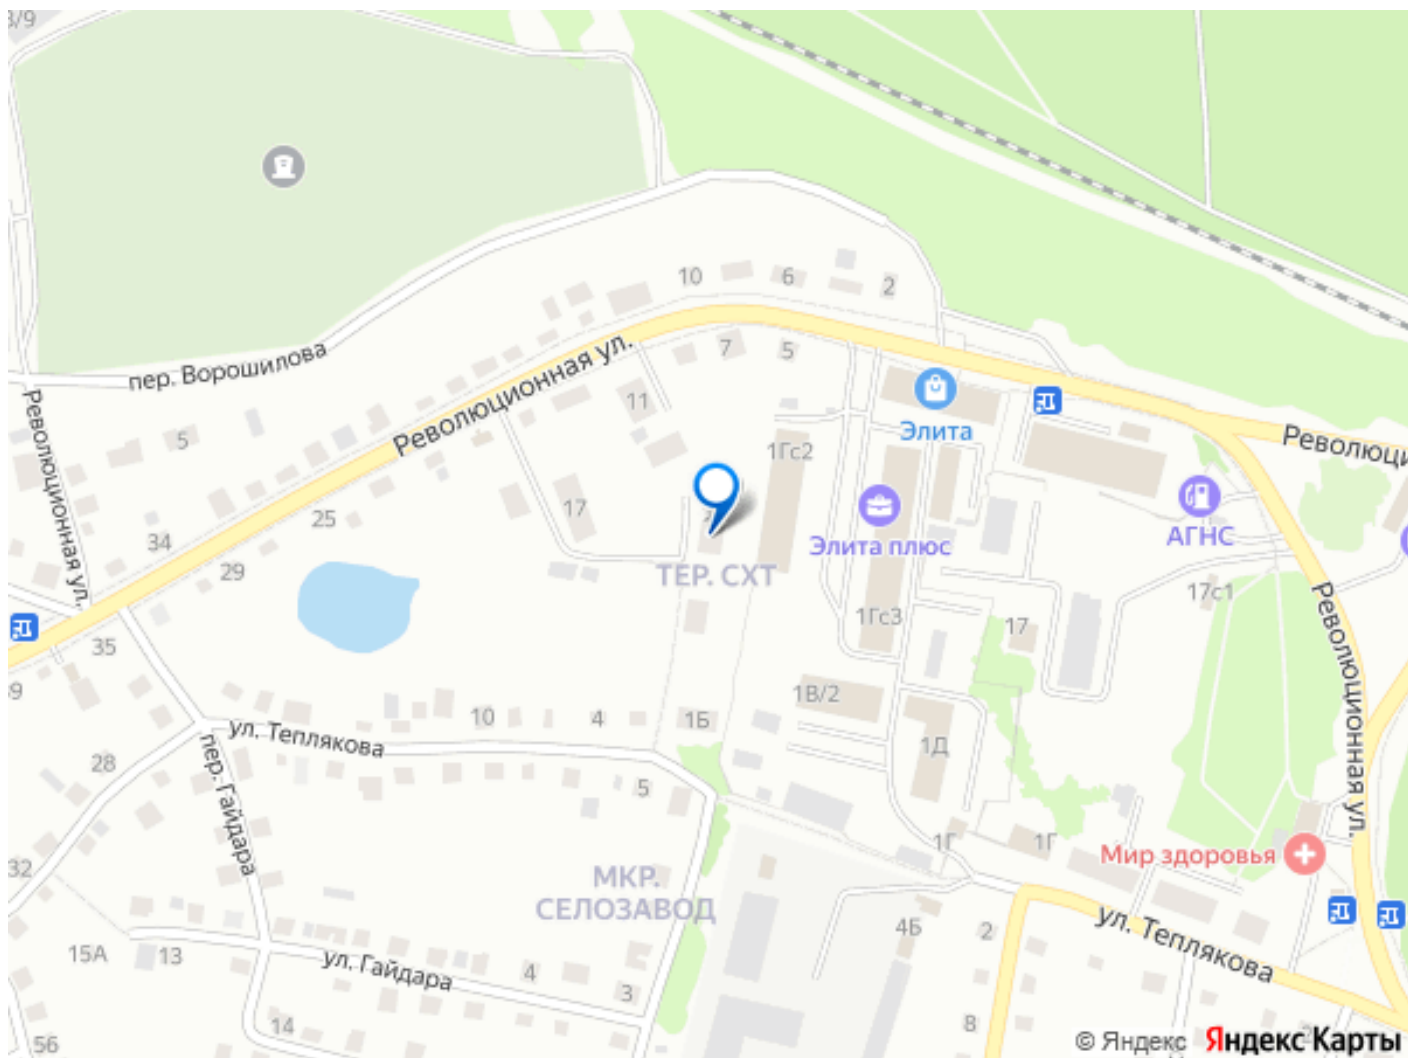 3/9
10
6
2
пер. Ворошилова
Революционная ул.
7
5
11
5
Элита
Революци
Революционная ул.
1Гс2
17
25
34
29
Элита плюс
АГНС
ТЕР. СХТ
17с1
35
1Гс3
17
Революционная ул.
39
1В/2
10
4
1Б
ул. Теплякова
1Д
28
пер. Гайдара
5
1Г
1Г
Мир здоровья
32
МКР.
СЕЛОЗАВОД
4Б
2
ул. Теплякова
15А
13
ул. Гайдара
4
3
14
8
56
© Яндекс Яндекс Карты